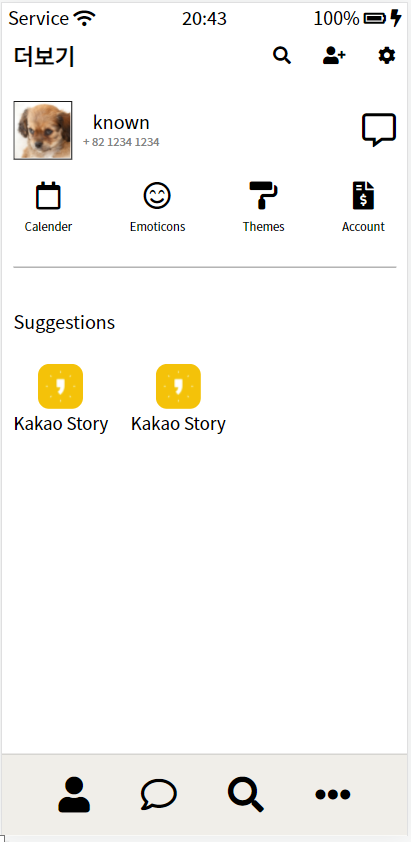 Service 20:43 100%
더보기
known
+ 82 1234 1234
Calender Emoticons Themes Account
Suggestions
Kakao Story Kakao Story